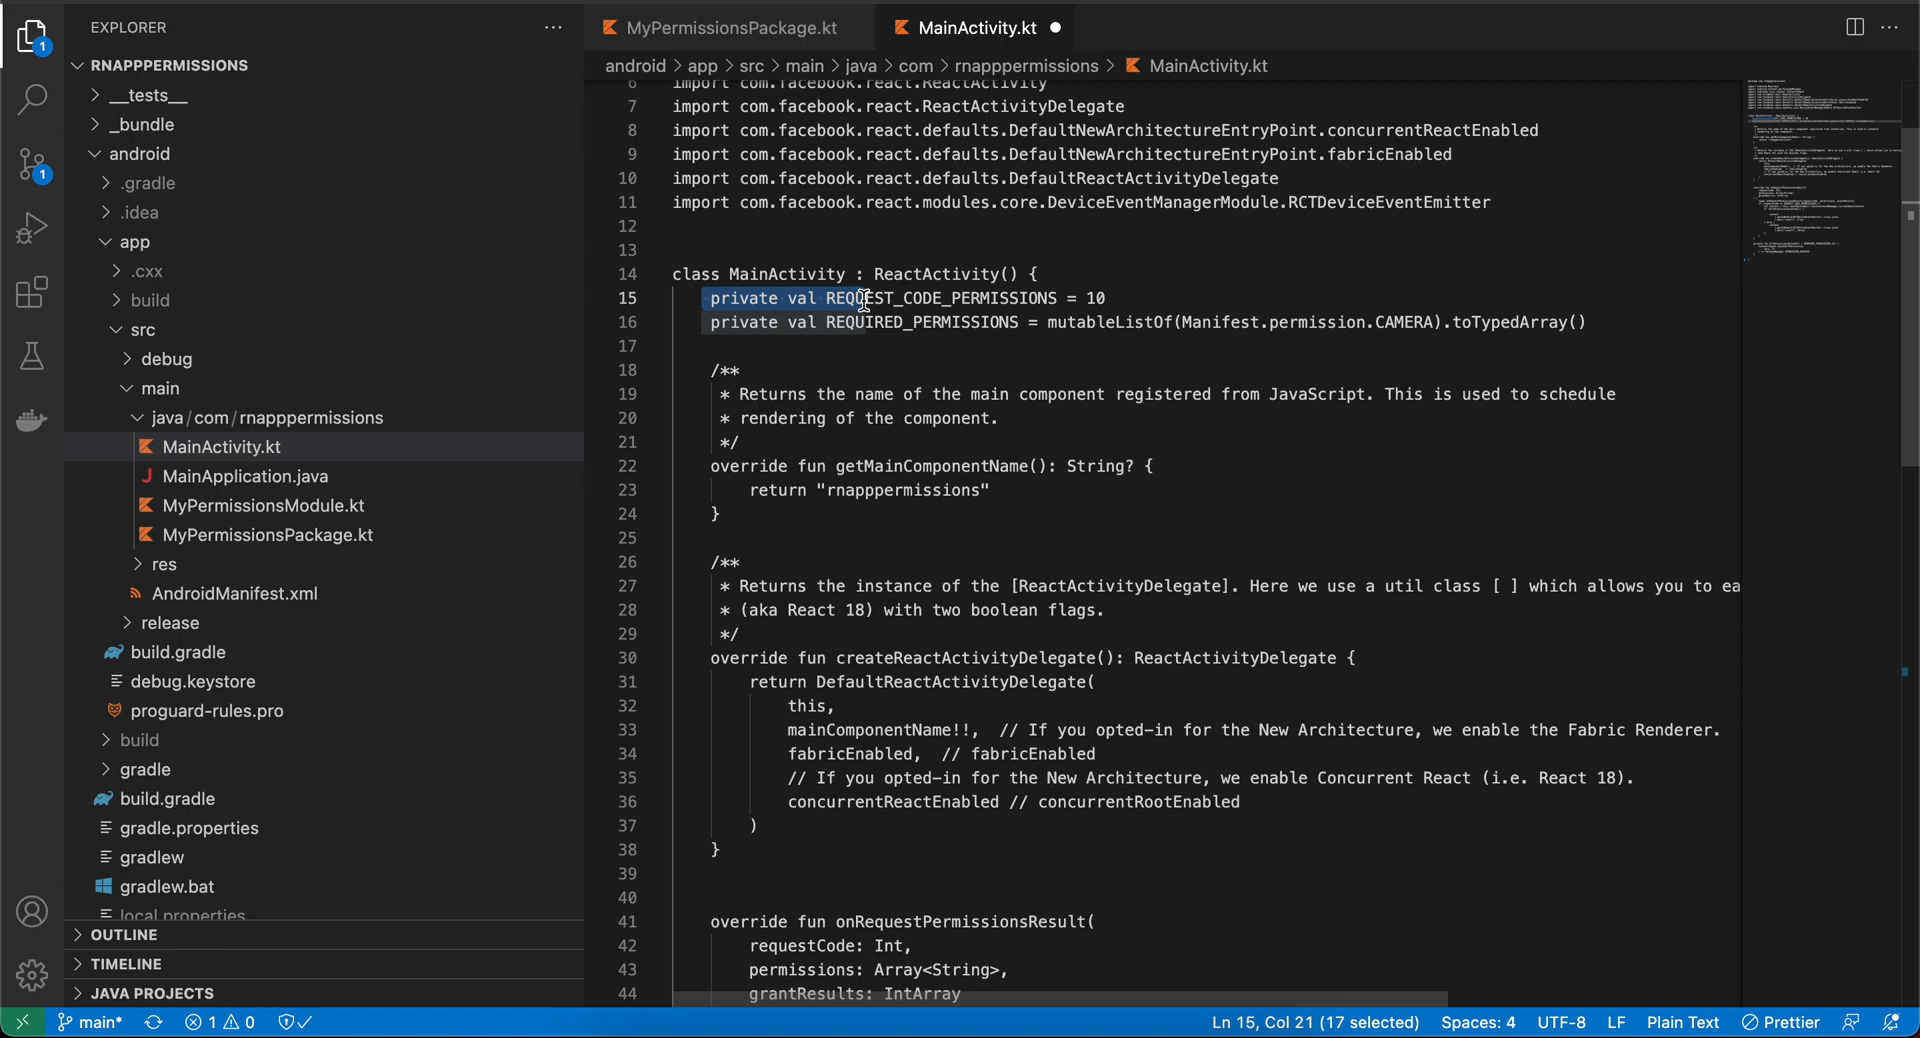 EXPLORER
RNAPPPERMISSIONS
__tests__
_bundle
android
.gradle
.idea
app
.cxx
build
src
debug
main
java/com/rnapppermissions
MainActivity.kt
MainApplication.java
MyPermissionsModule.kt
MyPermissionsPackage.kt
res
AndroidManifest.xml
release
build.gradle
debug.keystore
proguard-rules.pro
build
gradle
build.gradle
gradle.properties
gradlew
gradlew.bat
local.properties
OUTLINE
TIMELINE
JAVA PROJECTS
1
1
MyPermissionsPackage.kt
MainActivity.kt
android > app > src > main > java > com > rnapppermissions > MainActivity.kt
6 import com.facebook.react.ReactActivity
7 import com.facebook.react.ReactActivityDelegate
8 import com.facebook.react.defaults.DefaultNewArchitectureEntryPoint.concurrentReactEnabled
9 import com.facebook.react.defaults.DefaultNewArchitectureEntryPoint.fabricEnabled
10 import com.facebook.react.defaults.DefaultReactActivityDelegate
11 import com.facebook.react.modules.core.DeviceEventManagerModule.RCTDeviceEventEmitter
12
13
14 class MainActivity : ReactActivity() {
15 private val REQUEST_CODE_PERMISSIONS = 10
16 private val REQUIRED_PERMISSIONS = mutableListOf(Manifest.permission.CAMERA).toTypedArray()
17
18 /**
19 * Returns the name of the main component registered from JavaScript. This is used to schedule
20 * rendering of the component.
21 */
22 override fun getMainComponentName(): String? {
23 return "rnapppermissions"
24 }
25
26 /**
27 * Returns the instance of the [ReactActivityDelegate]. Here we use a util class [ ] which allows you to ea
28 * (aka React 18) with two boolean flags.
29 */
30 override fun createReactActivityDelegate(): ReactActivityDelegate {
31 return DefaultReactActivityDelegate(
32 this,
33 mainComponentName!!, // If you opted-in for the New Architecture, we enable the Fabric Renderer.
34 fabricEnabled, // fabricEnabled
35 // If you opted-in for the New Architecture, we enable Concurrent React (i.e. React 18).
36 concurrentReactEnabled // concurrentRootEnabled
37 )
38 }
39
40
41 override fun onRequestPermissionsResult(
42 requestCode: Int,
43 permissions: Array<String>,
44 grantResults: IntArray
main* 1 0 Ln 15, Col 21 (17 selected) Spaces: 4 UTF-8 LF Plain Text Prettier